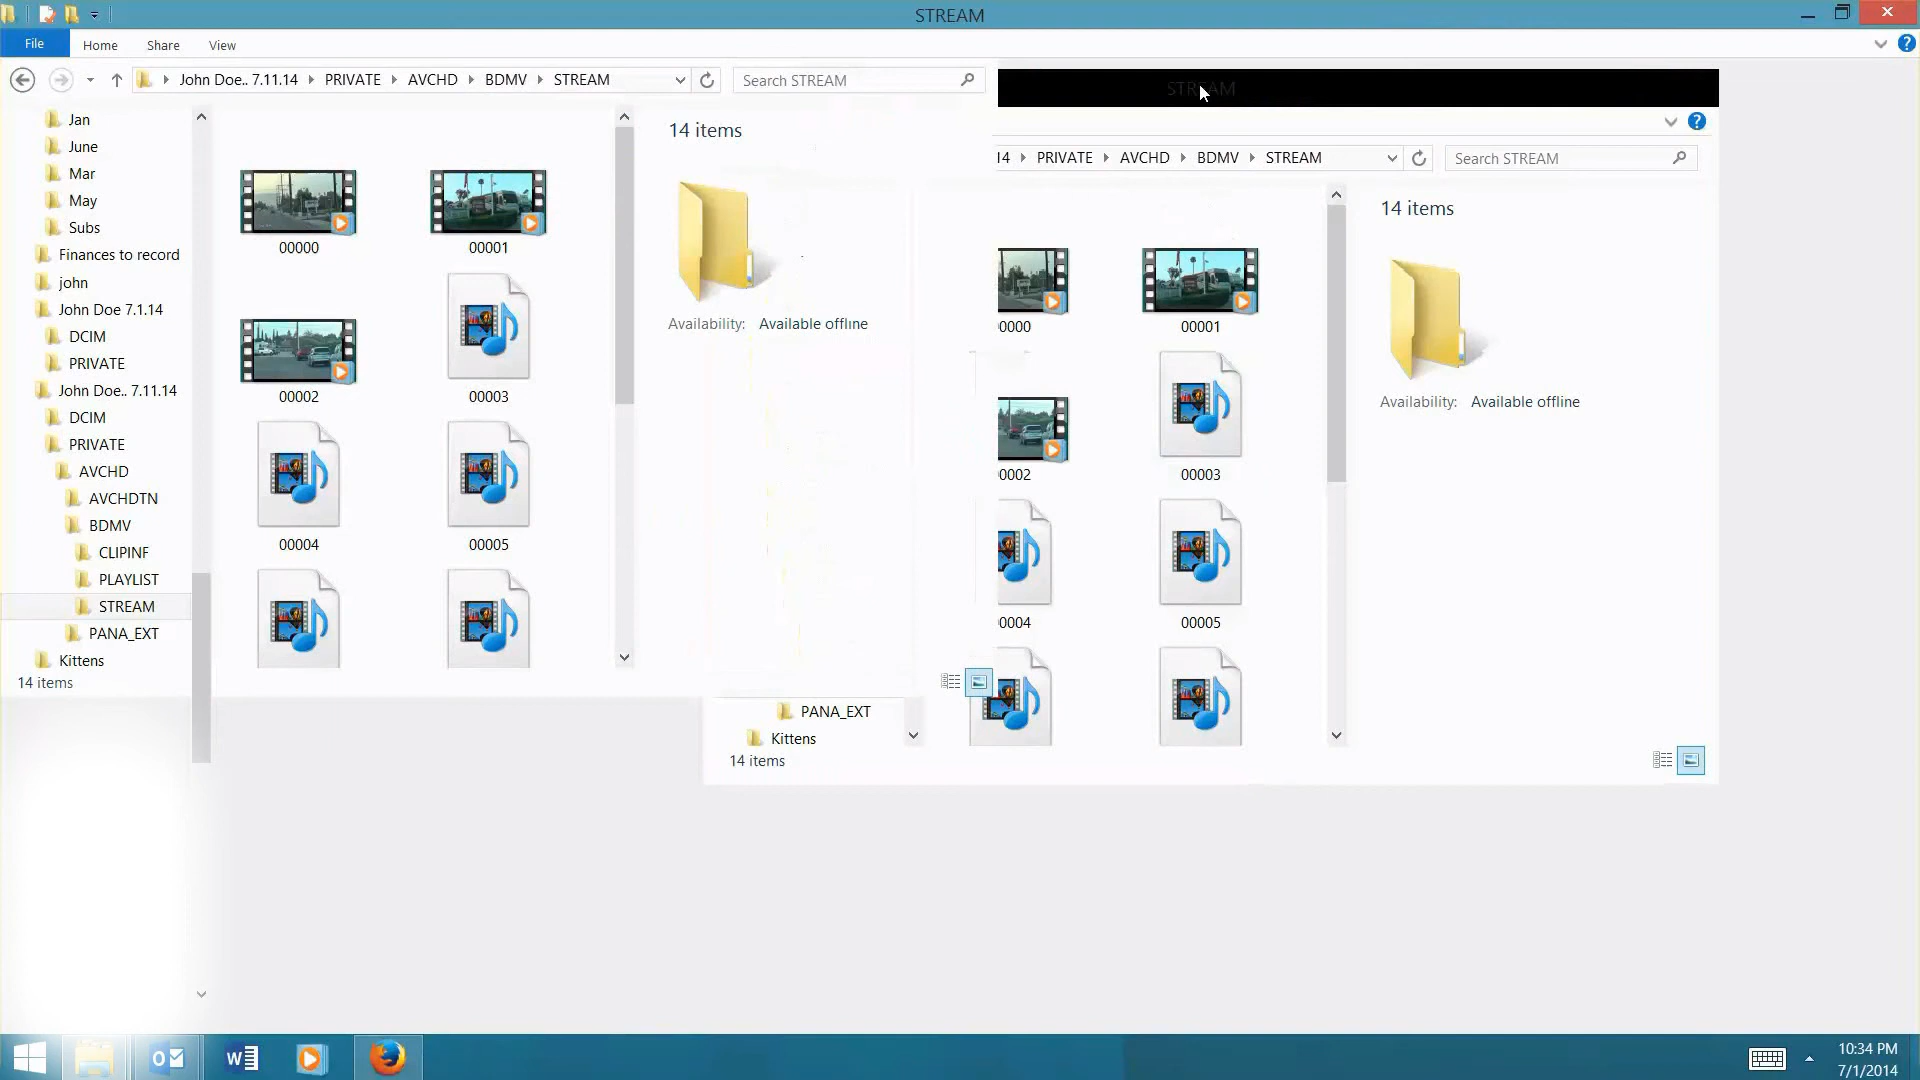 STREAM
File Home Share View
John Doe.. 7.11.14 PRIVATE AVCHD BDMV STREAM
Search STREAM
Jan
June
Mar
May
Subs
Finances to record
john
John Doe 7.1.14
DCIM
PRIVATE
John Doe.. 7.11.14
DCIM
PRIVATE
AVCHD
AVCHDTN
BDMV
CLIPINF
PLAYLIST
STREAM
PANA_EXT
Kittens
14 items
00000
00001
00002
00003
00004
00005
14 items
Availability: Available offline
STREAM
14 PRIVATE AVCHD BDMV STREAM
Search STREAM
0000
00001
0002
00003
0004
00005
14 items
Availability: Available offline
PANA_EXT
Kittens
14 items
10:34 PM
7/1/2014